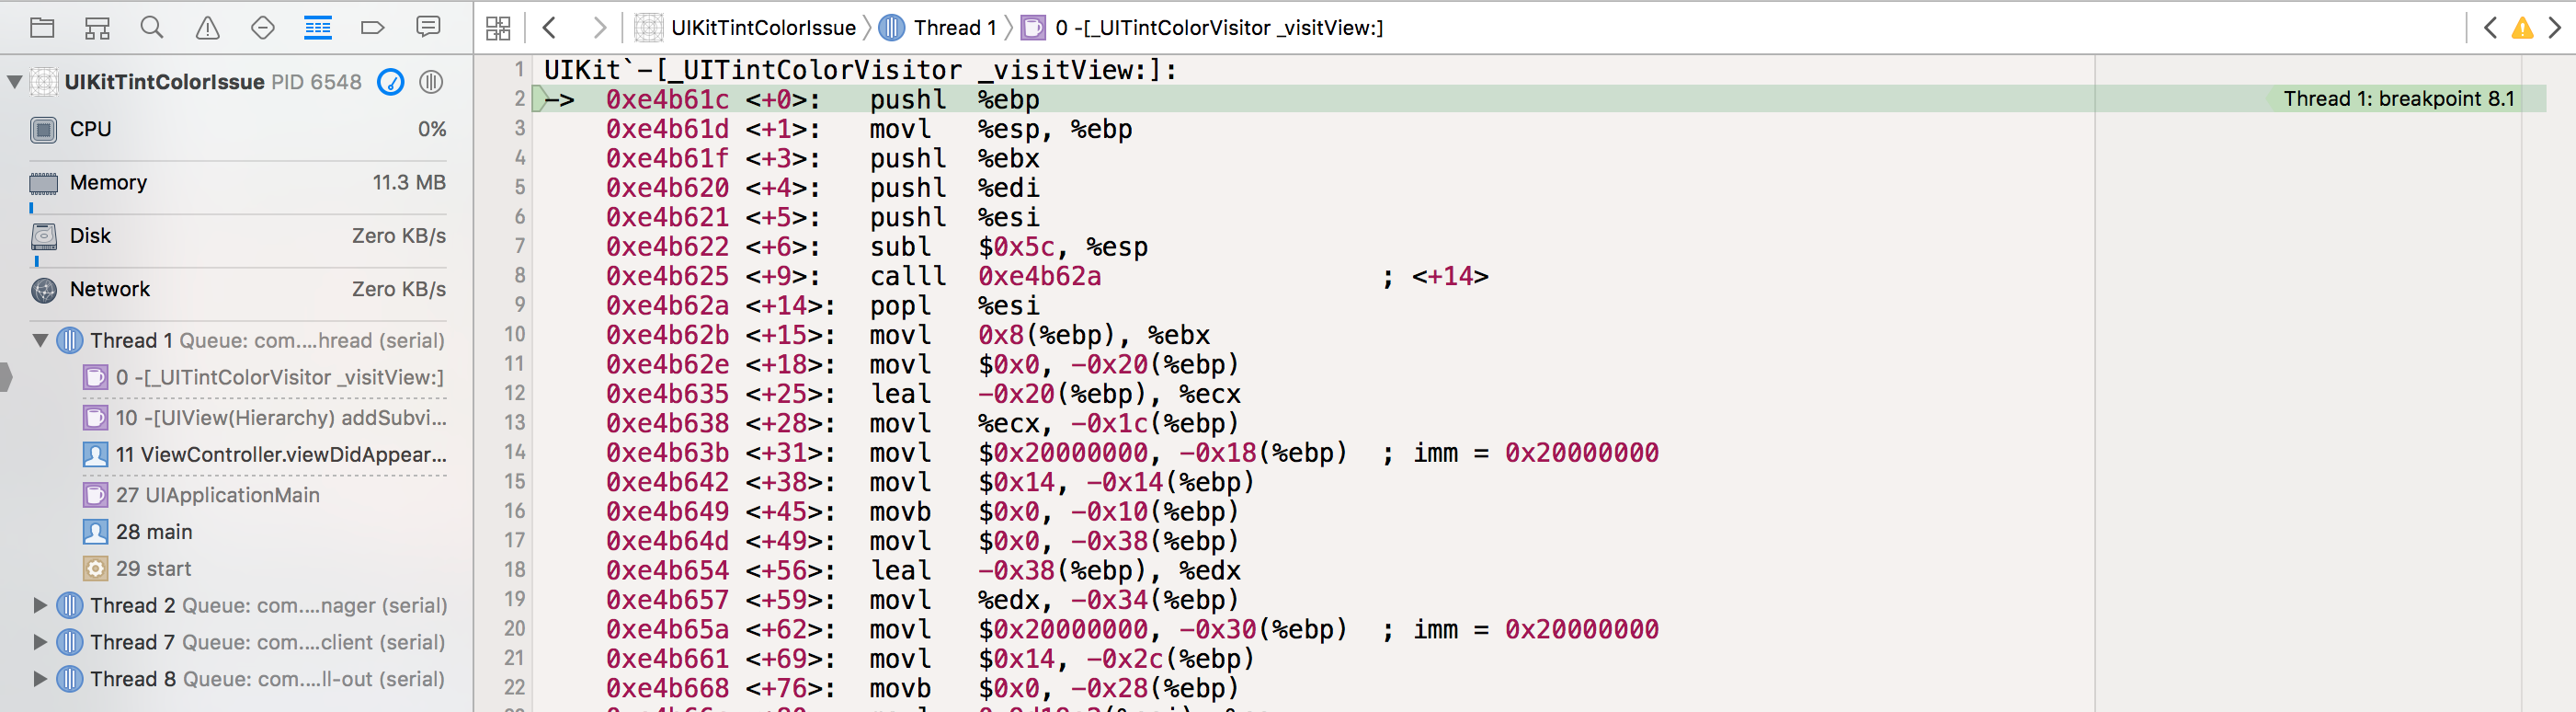 UIKitTintColorIssue Thread 1 0 -[_UITintColorVisitor _visitView:]
UIKitTintColorIssue PID 6548
CPU 0%
Memory 11.3 MB
Disk Zero KB/s
Network Zero KB/s
Thread 1 Queue: com....hread (serial)
0 -[_UITintColorVisitor _visitView:]
10 -[UIView(Hierarchy) addSubvi...
11 ViewController.viewDidAppear...
27 UIApplicationMain
28 main
29 start
Thread 2 Queue: com....nager (serial)
Thread 7 Queue: com....client (serial)
Thread 8 Queue: com....ll-out (serial)
1 UIKit`-[_UITintColorVisitor _visitView:]:
2 -> 0xe4b61c <+0>: pushl %ebp Thread 1: breakpoint 8.1
3 0xe4b61d <+1>: movl %esp, %ebp
4 0xe4b61f <+3>: pushl %ebx
5 0xe4b620 <+4>: pushl %edi
6 0xe4b621 <+5>: pushl %esi
7 0xe4b622 <+6>: subl $0x5c, %esp
8 0xe4b625 <+9>: calll 0xe4b62a ; <+14>
9 0xe4b62a <+14>: popl %esi
10 0xe4b62b <+15>: movl 0x8(%ebp), %ebx
11 0xe4b62e <+18>: movl $0x0, -0x20(%ebp)
12 0xe4b635 <+25>: leal -0x20(%ebp), %ecx
13 0xe4b638 <+28>: movl %ecx, -0x1c(%ebp)
14 0xe4b63b <+31>: movl $0x20000000, -0x18(%ebp) ; imm = 0x20000000
15 0xe4b642 <+38>: movl $0x14, -0x14(%ebp)
16 0xe4b649 <+45>: movb $0x0, -0x10(%ebp)
17 0xe4b64d <+49>: movl $0x0, -0x38(%ebp)
18 0xe4b654 <+56>: leal -0x38(%ebp), %edx
19 0xe4b657 <+59>: movl %edx, -0x34(%ebp)
20 0xe4b65a <+62>: movl $0x20000000, -0x30(%ebp) ; imm = 0x20000000
21 0xe4b661 <+69>: movl $0x14, -0x2c(%ebp)
22 0xe4b668 <+76>: movb $0x0, -0x28(%ebp)